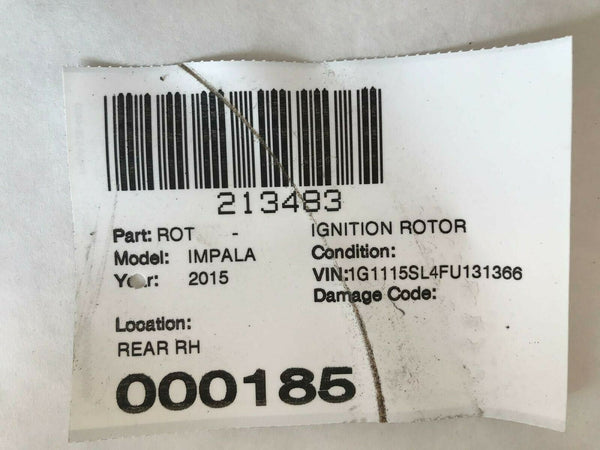 213483
Part: ROT - IGNITION ROTOR
Model: IMPALA Condition:
Year: 2015 VIN:1G1115SL4FU131366
Damage Code:
Location:
REAR RH
000185